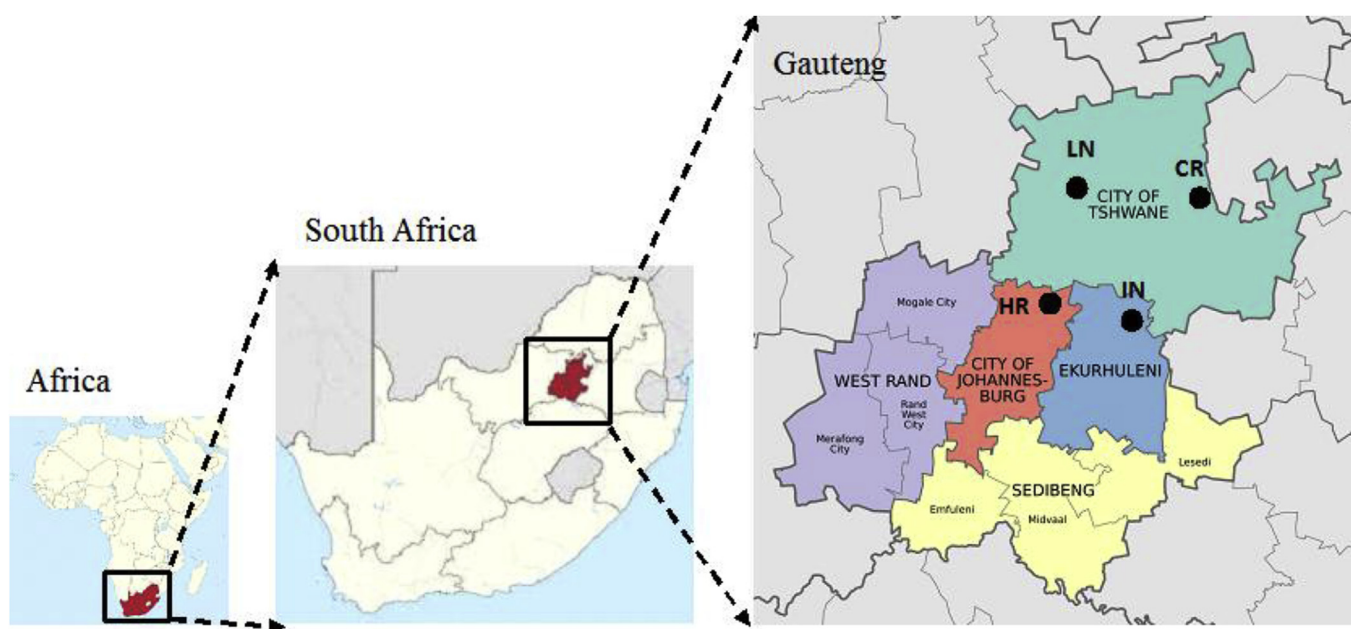 Africa
South Africa
Gauteng
LN
CR
CITY OF
TSHWANE
HR
IN
Mogale City
WEST RAND
Rand
West
City
Merafong
City
CITY OF
JOHANNES-
BURG
EKURHULENI
Lesedi
SEDIBENG
Emfuleni
Midvaal